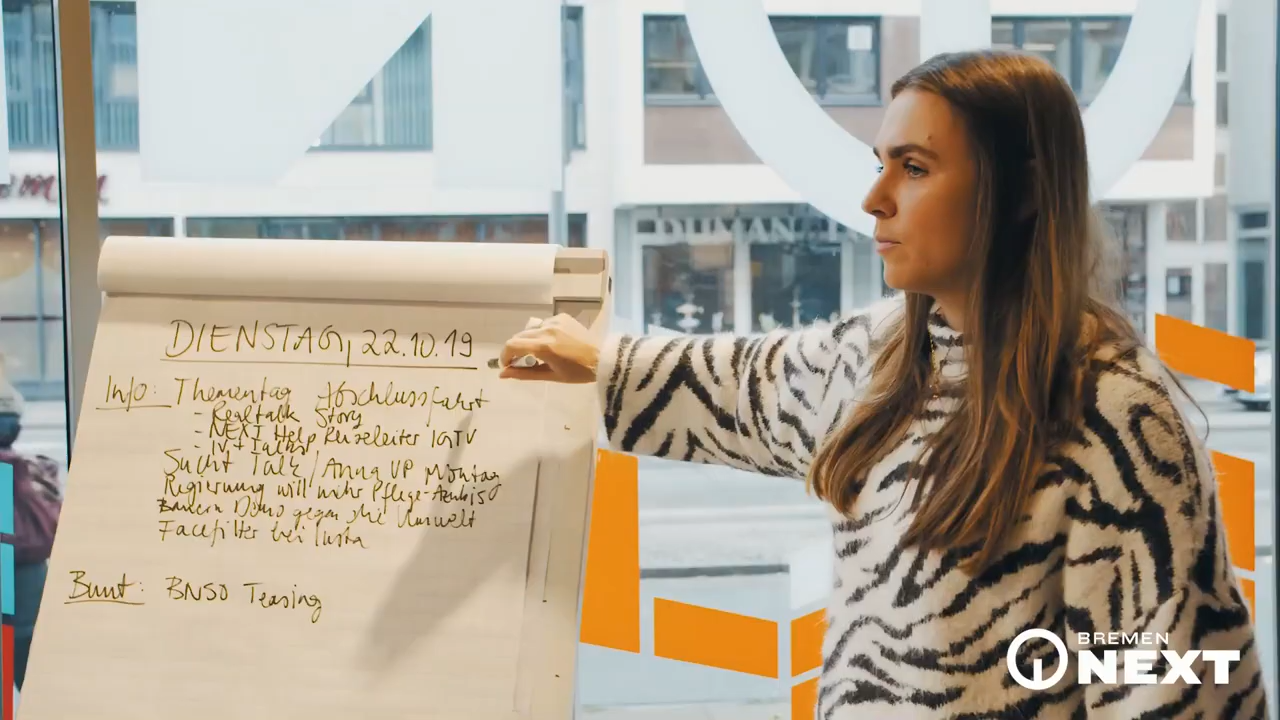 DIENSTAG, 22.10.19
Info: Thementag Abschlussfahrt
- Realtalk Story
- NEXT Help Reiseleiter IGTV
Sucht Talk / Anna VP Montag
Regierung will mehr Pflege-Azubis
Bauern Demo gegen die Umwelt
Facefilter bei Insta
Bunt: BNSO Teasing
BREMEN
NEXT